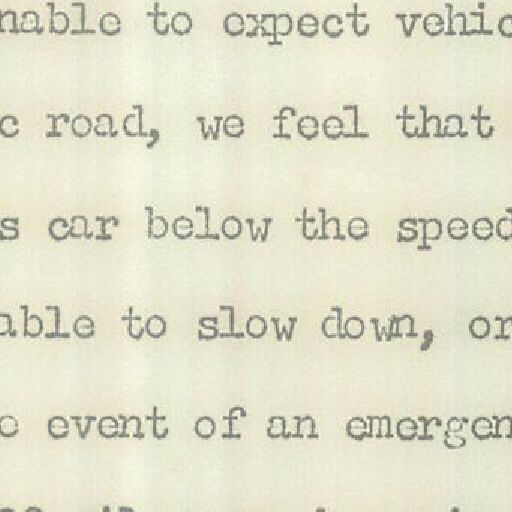 nable to expect vehic
c road, we feel that
s car below the speed
able to slow down, or
e event of an emergen